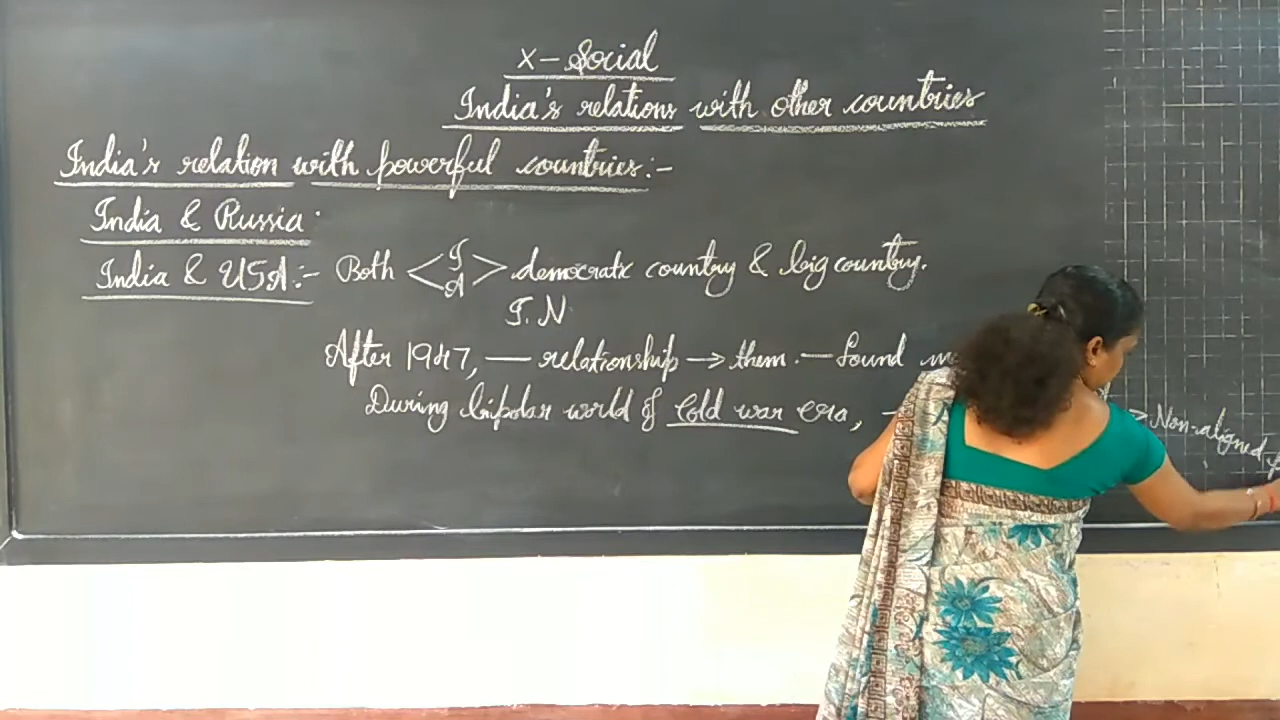 X - Social
India's relations with other countries
India's relation with powerful countries:-
India & Russia.
India & USA:- Both < I A > democratic country & big country.
I. N
After 1947, — relationship → them. — found
During bipolar world of Cold war era, → Non-aligned